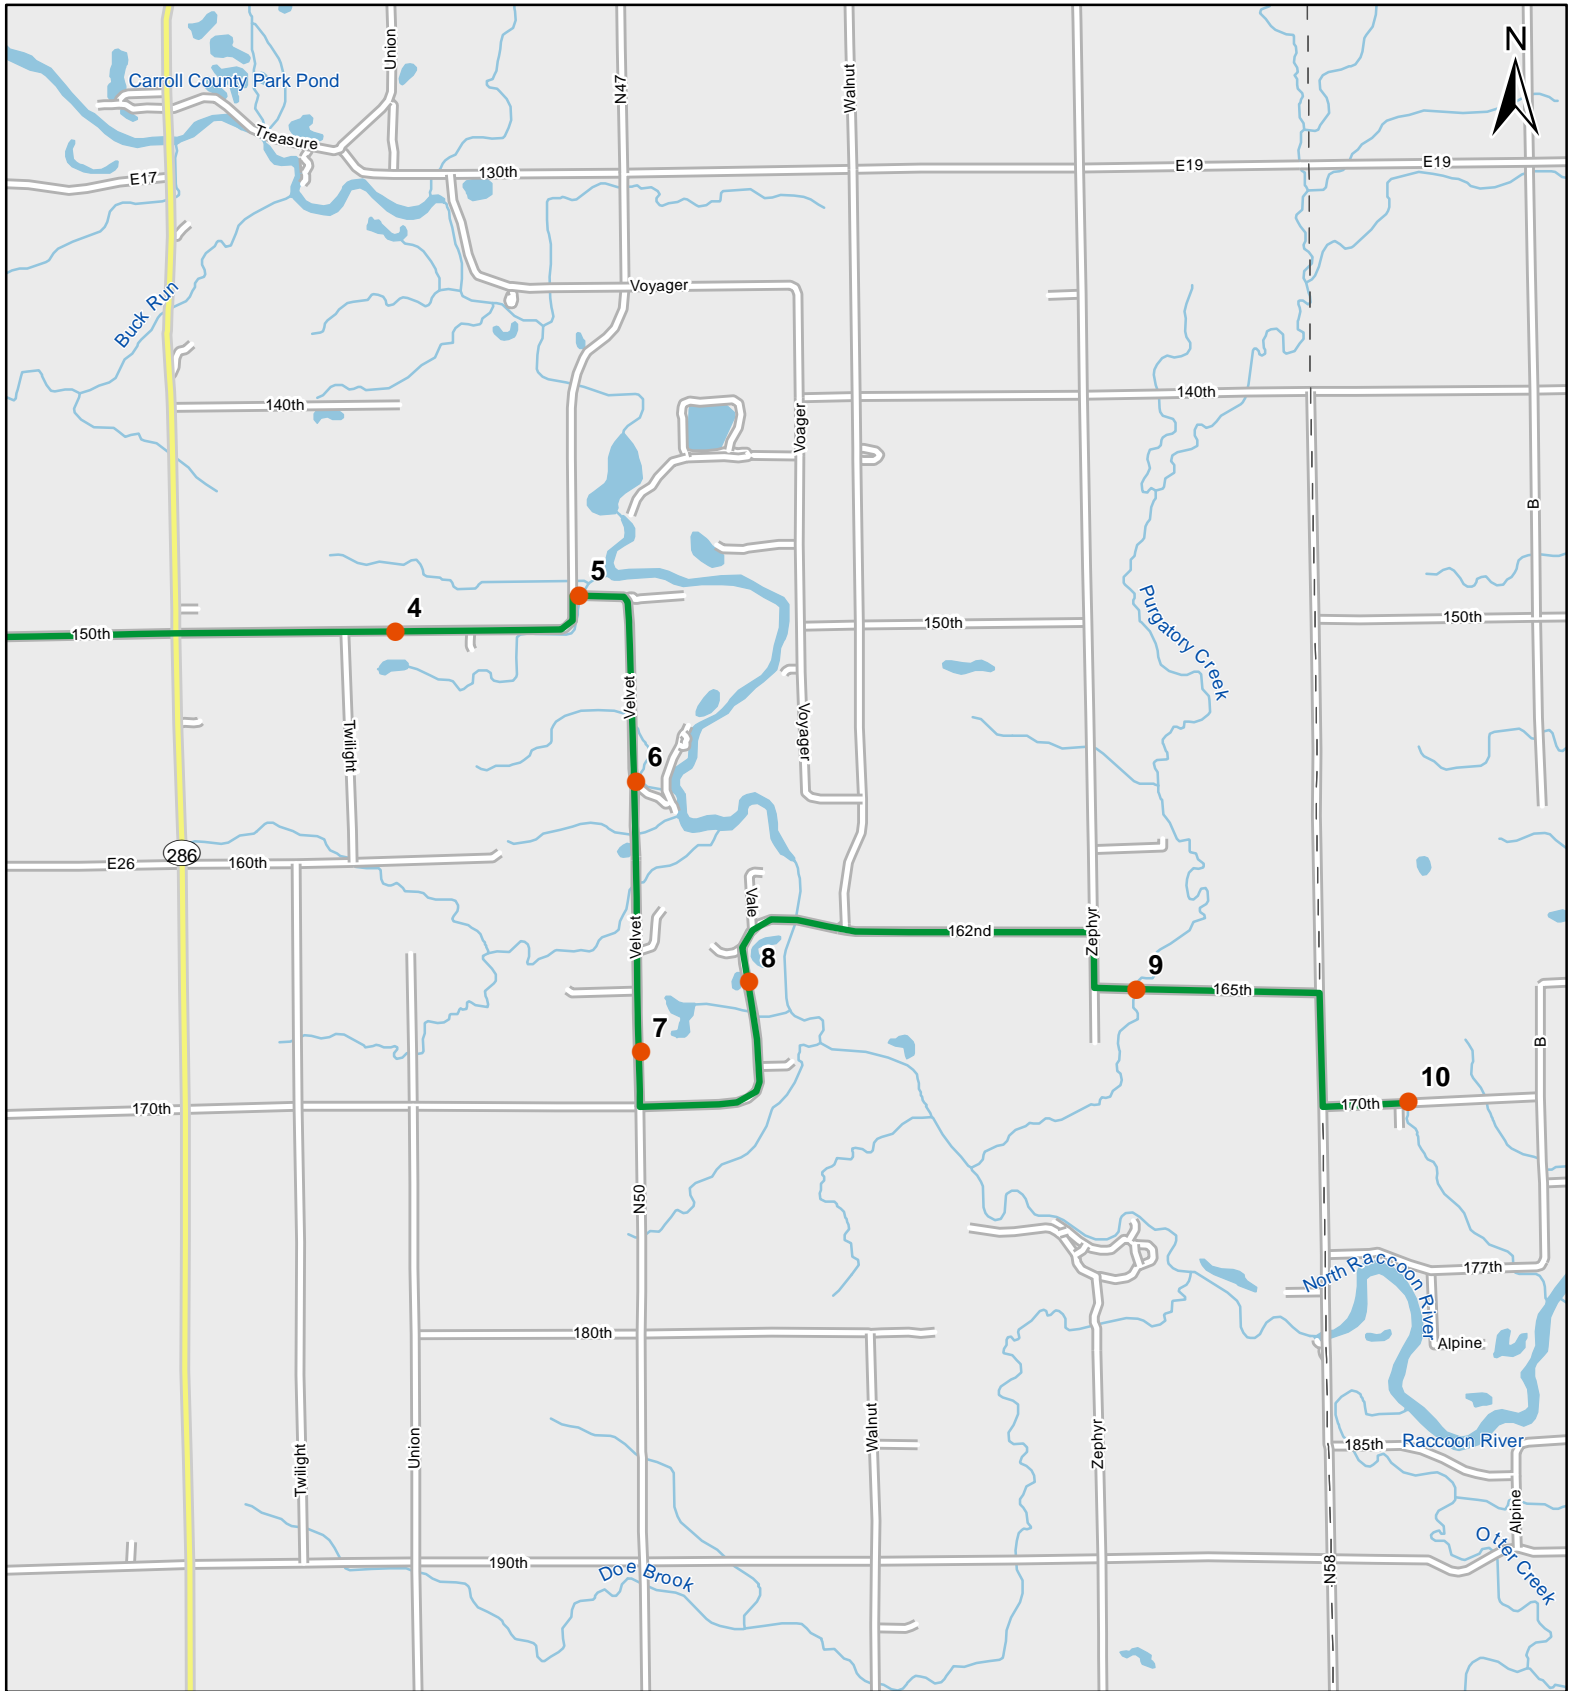 N
Union
N47
Walnut
Carroll County Park Pond
Treasure
E17
130th
E19
E19
Buck Run
Voyager
140th
140th
Voager
B
5
4
150th
150th
150th
Purgatory Creek
Velvet
Twilight
Voyager
6
286
E26
160th
Vale
Velvet
162nd
Zephyr
8
9
165th
7
B
10
170th
170th
N50
177th
North Raccoon River
180th
Alpine
Walnut
Zephyr
Union
Twilight
185th
Raccoon River
Alpine
190th
Doe Brook
N58
Otter Creek